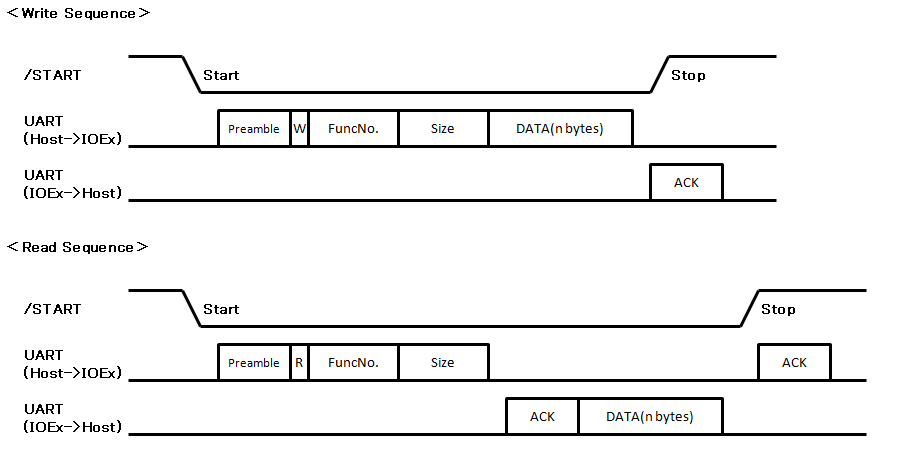 <Write Sequence>
/START
Start
Stop
UART
(Host->IOEx)
Preamble
W
FuncNo.
Size
DATA(n bytes)
UART
(IOEx->Host)
ACK
<Read Sequence>
/START
Start
Stop
UART
(Host->IOEx)
Preamble
R
FuncNo.
Size
ACK
UART
(IOEx->Host)
ACK
DATA(n bytes)